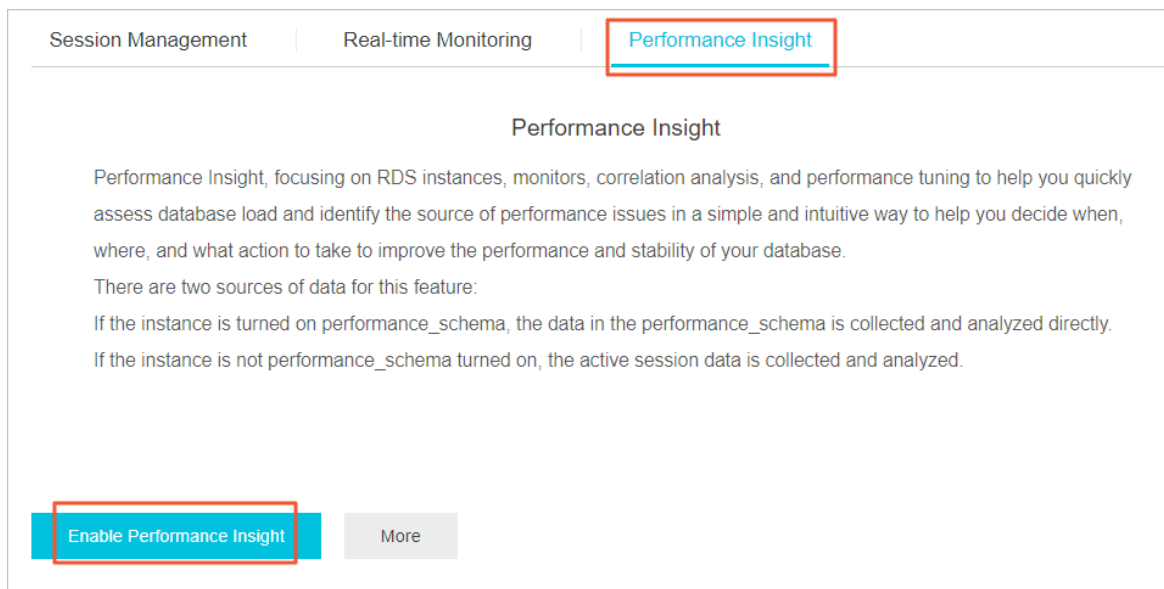 Session Management
Real-time Monitoring
Performance Insight
Performance Insight
Performance Insight, focusing on RDS instances, monitors, correlation analysis, and performance tuning to help you quickly
assess database load and identify the source of performance issues in a simple and intuitive way to help you decide when,
where, and what action to take to improve the performance and stability of your database.
There are two sources of data for this feature:
If the instance is turned on performance_schema, the data in the performance_schema is collected and analyzed directly.
If the instance is not performance_schema turned on, the active session data is collected and analyzed.
Enable Performance Insight
More